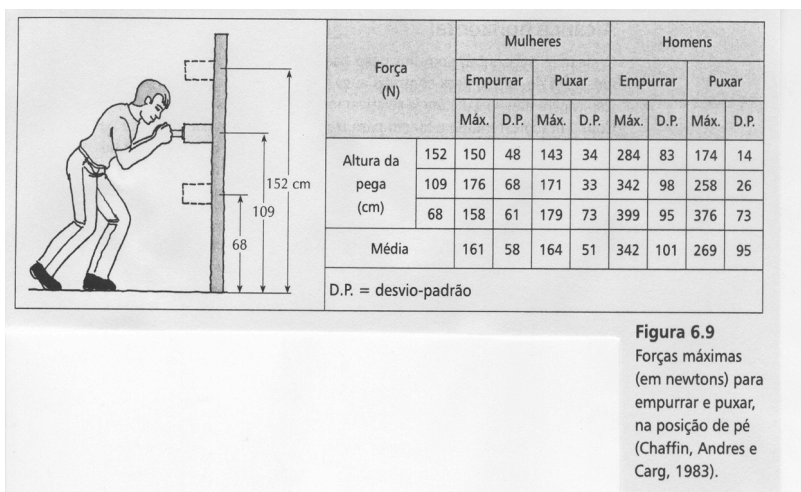 152 cm
109
68
Força (N) Mulheres Homens
Empurrar Puxar Empurrar Puxar
Máx. D.P. Máx. D.P. Máx. D.P. Máx. D.P.
Altura da pega (cm) 152 150 48 143 34 284 83 174 14
109 176 68 171 33 342 98 258 26
68 158 61 179 73 399 95 376 73
Média 161 58 164 51 342 101 269 95
D.P. = desvio-padrão
Figura 6.9
Forças máximas
(em newtons) para
empurrar e puxar,
na posição de pé
(Chaffin, Andres e
Carg, 1983).